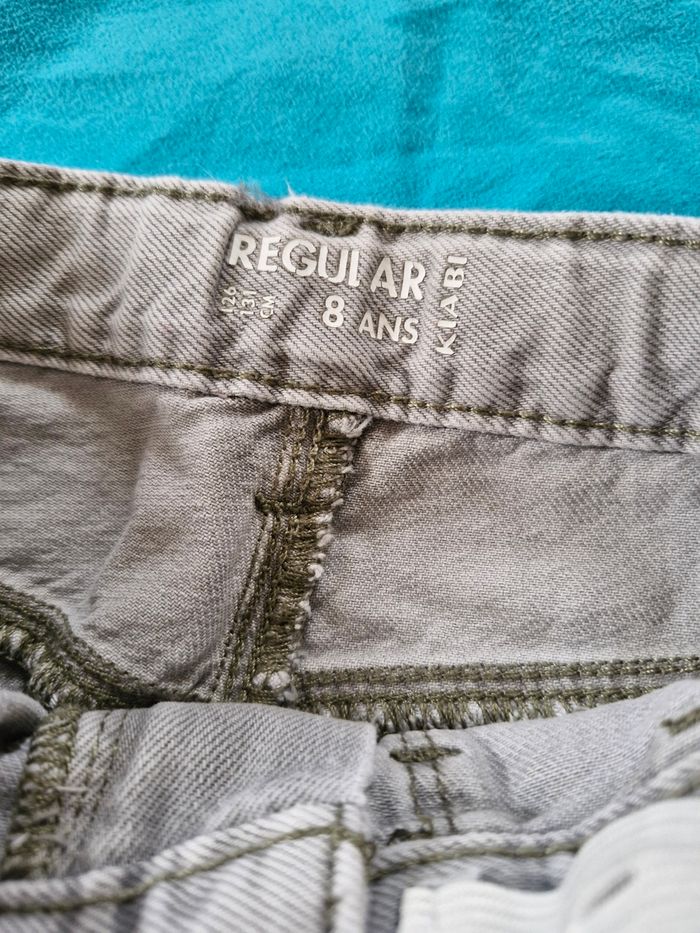 REGULAR
126
131
CM
8 ANS
KIABI